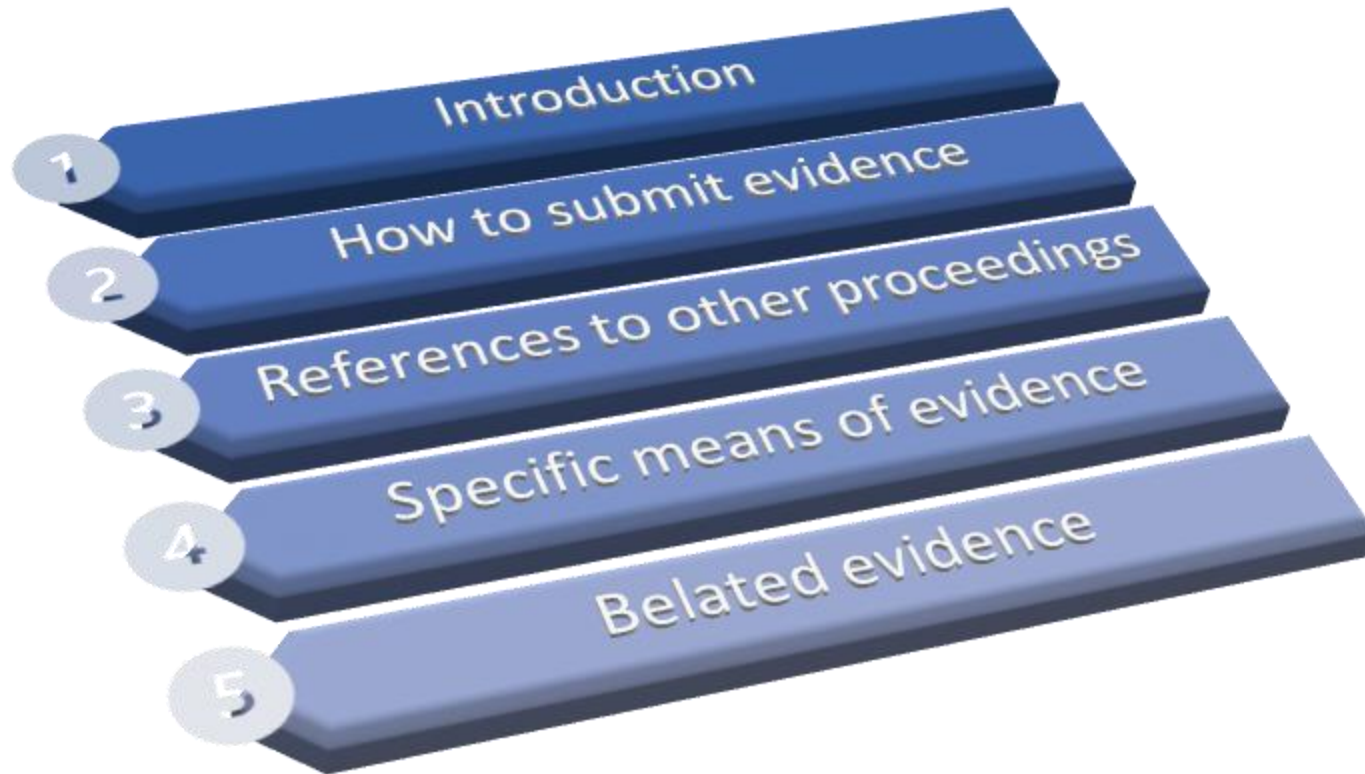 1 Introduction
2 How to submit evidence
3 References to other proceedings
4 Specific means of evidence
5 Belated evidence